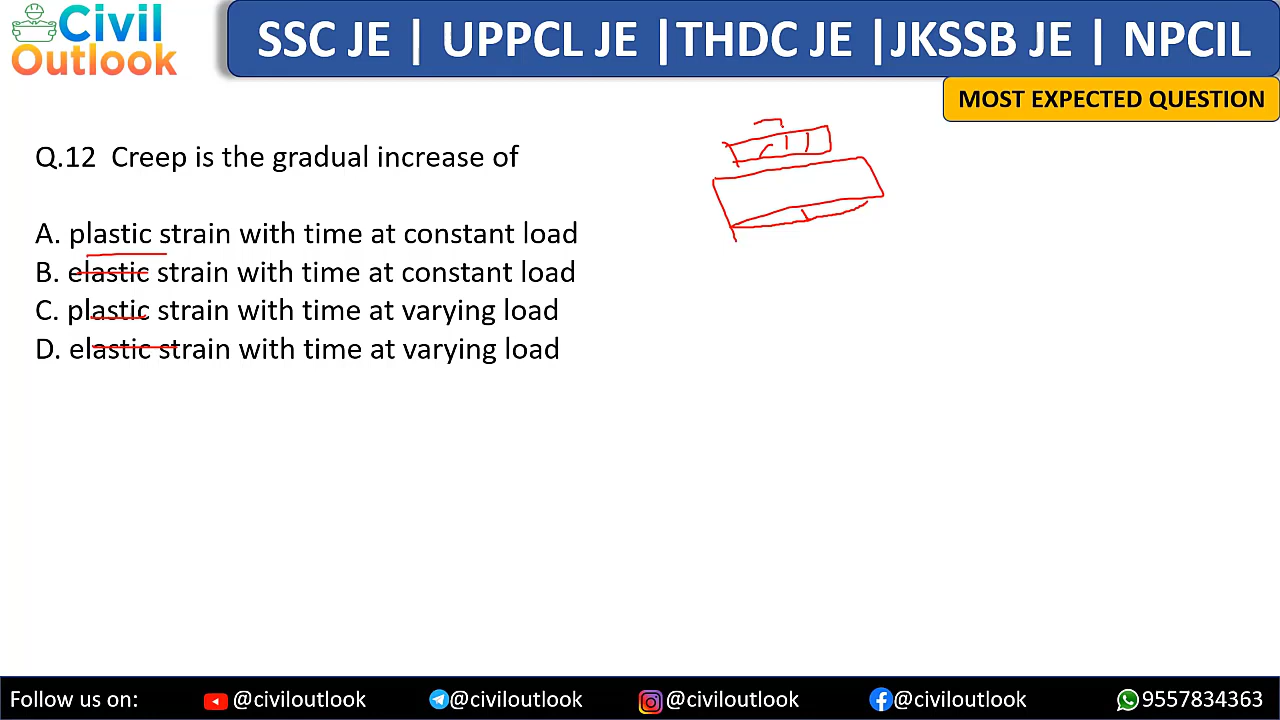 Civil
Outlook
SSC JE | UPPCL JE |THDC JE |JKSSB JE | NPCIL
MOST EXPECTED QUESTION
Q.12 Creep is the gradual increase of
A. plastic strain with time at constant load
B. elastic strain with time at constant load
C. plastic strain with time at varying load
D. elastic strain with time at varying load
Follow us on: @civiloutlook @civiloutlook @civiloutlook @civiloutlook 9557834363